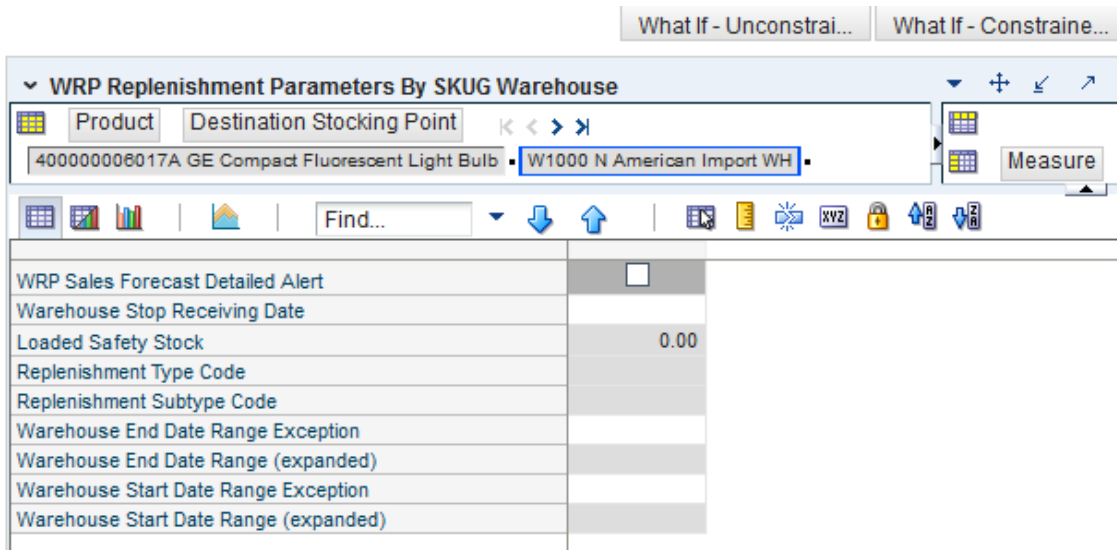 What If - Unconstrai... What If - Constraine...
WRP Replenishment Parameters By SKUG Warehouse
Product Destination Stocking Point
400000006017A GE Compact Fluorescent Light Bulb W1000 N American Import WH Measure
Find... XYZ A Z Z A
WRP Sales Forecast Detailed Alert
Warehouse Stop Receiving Date
Loaded Safety Stock 0.00
Replenishment Type Code
Replenishment Subtype Code
Warehouse End Date Range Exception
Warehouse End Date Range (expanded)
Warehouse Start Date Range Exception
Warehouse Start Date Range (expanded)